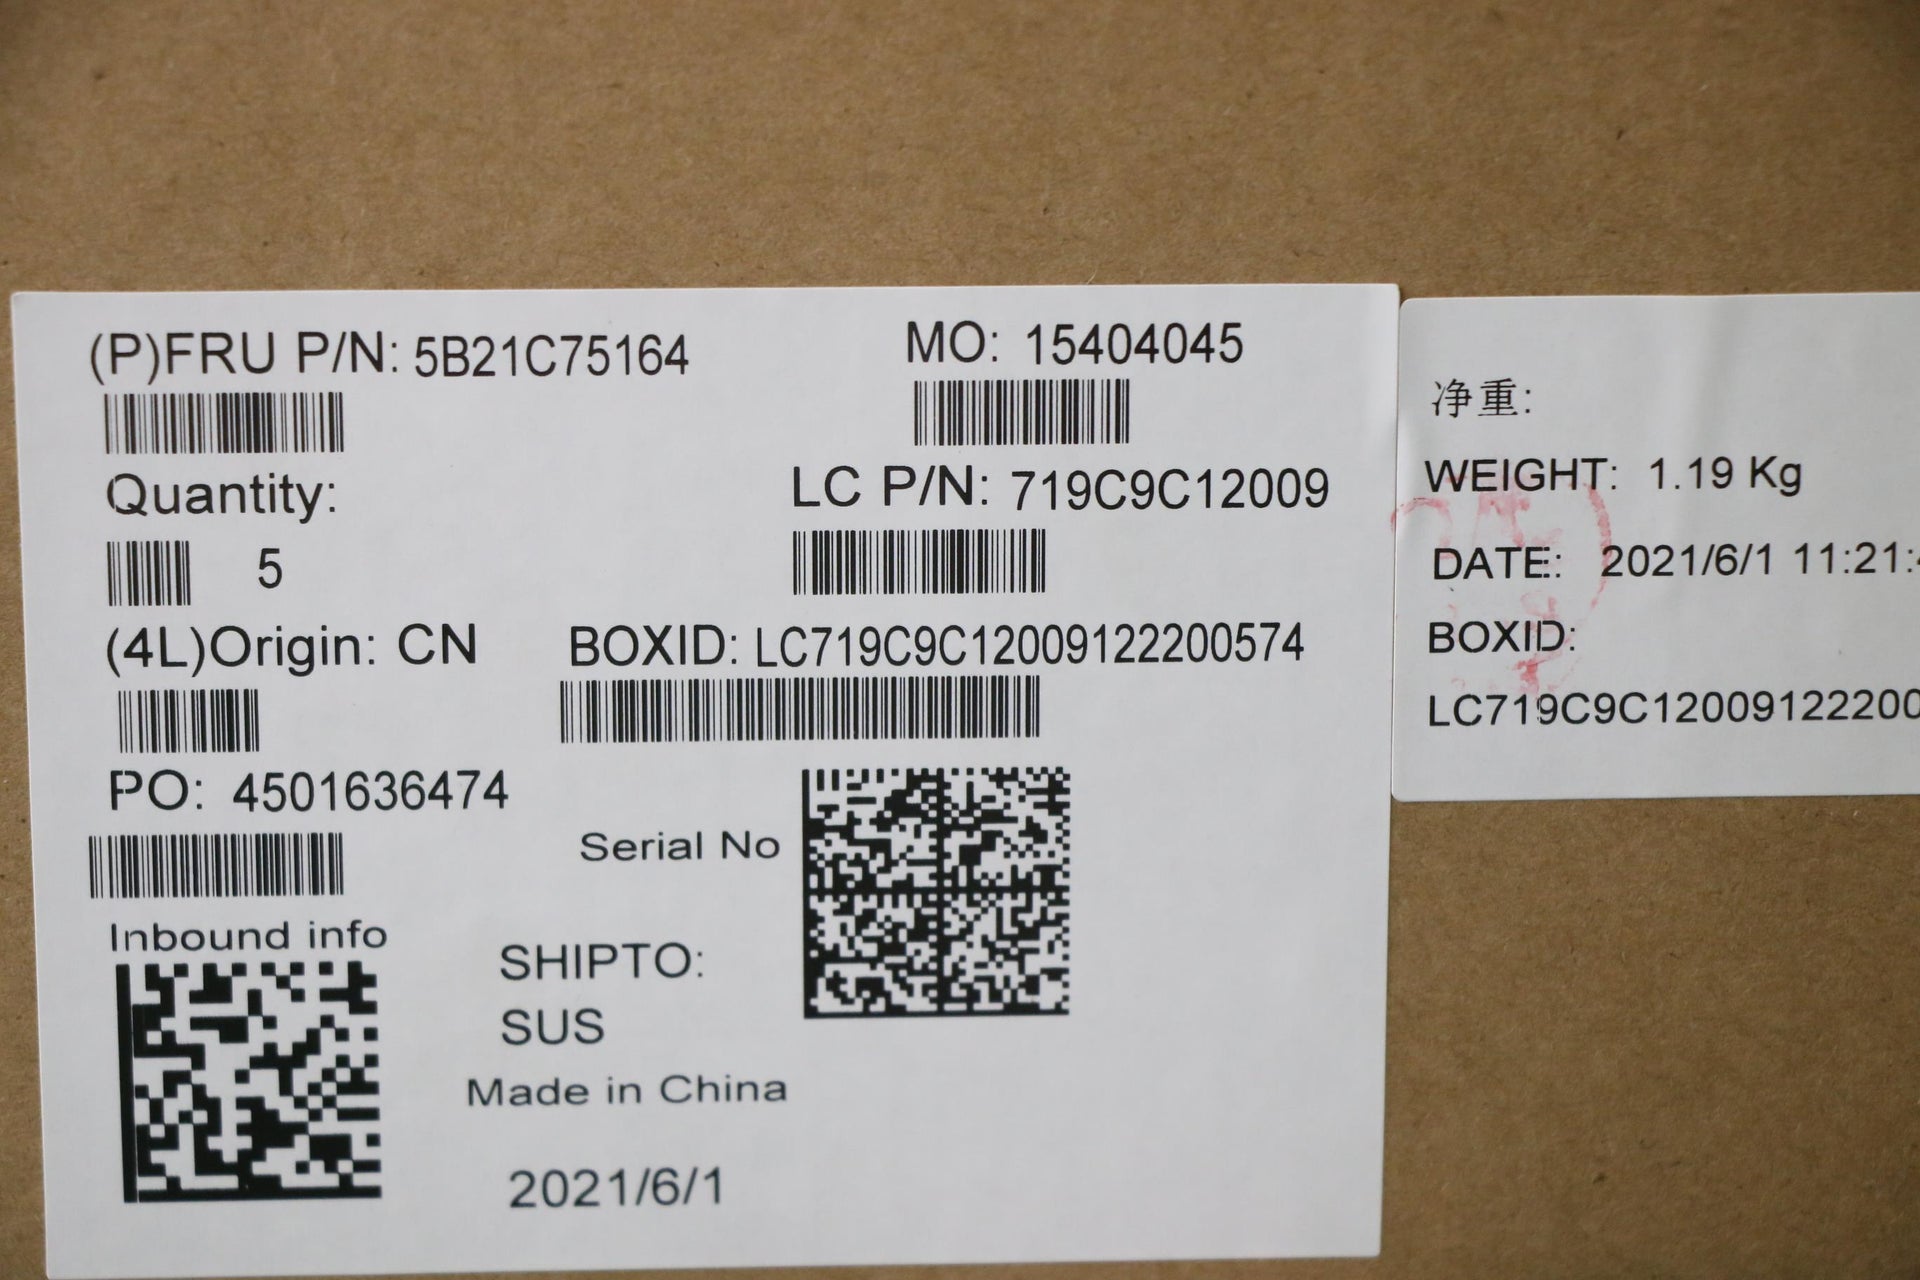 (P)FRU P/N: 5B21C75164
MO: 15404045
Quantity:
5
LC P/N: 719C9C12009
(4L)Origin: CN
BOXID: LC719C9C12009122200574
PO: 4501636474
Serial No
Inbound info
SHIPTO:
SUS
Made in China
2021/6/1
净重:
WEIGHT: 1.19 Kg
DATE: 2021/6/1 11:21:
BOXID:
LC719C9C12009122200